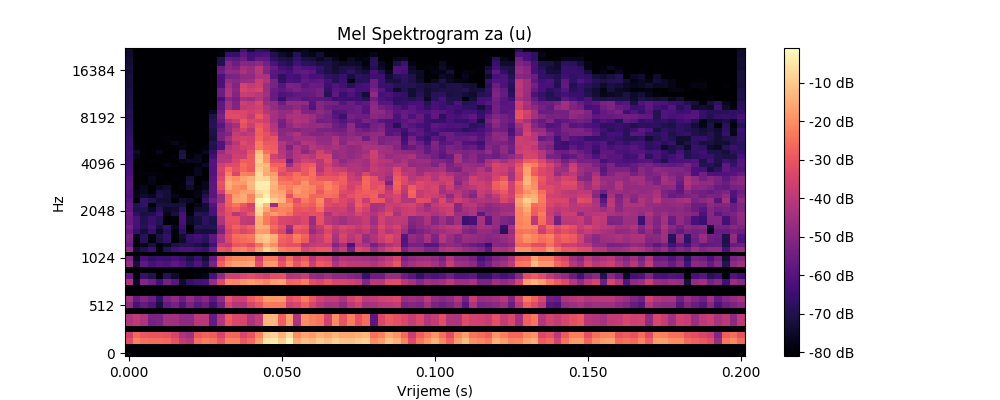 Mel Spektrogram za (u)
Hz
16384
8192
4096
2048
1024
512
0
0.000 0.050 0.100 0.150 0.200
Vrijeme (s)
-10 dB
-20 dB
-30 dB
-40 dB
-50 dB
-60 dB
-70 dB
-80 dB